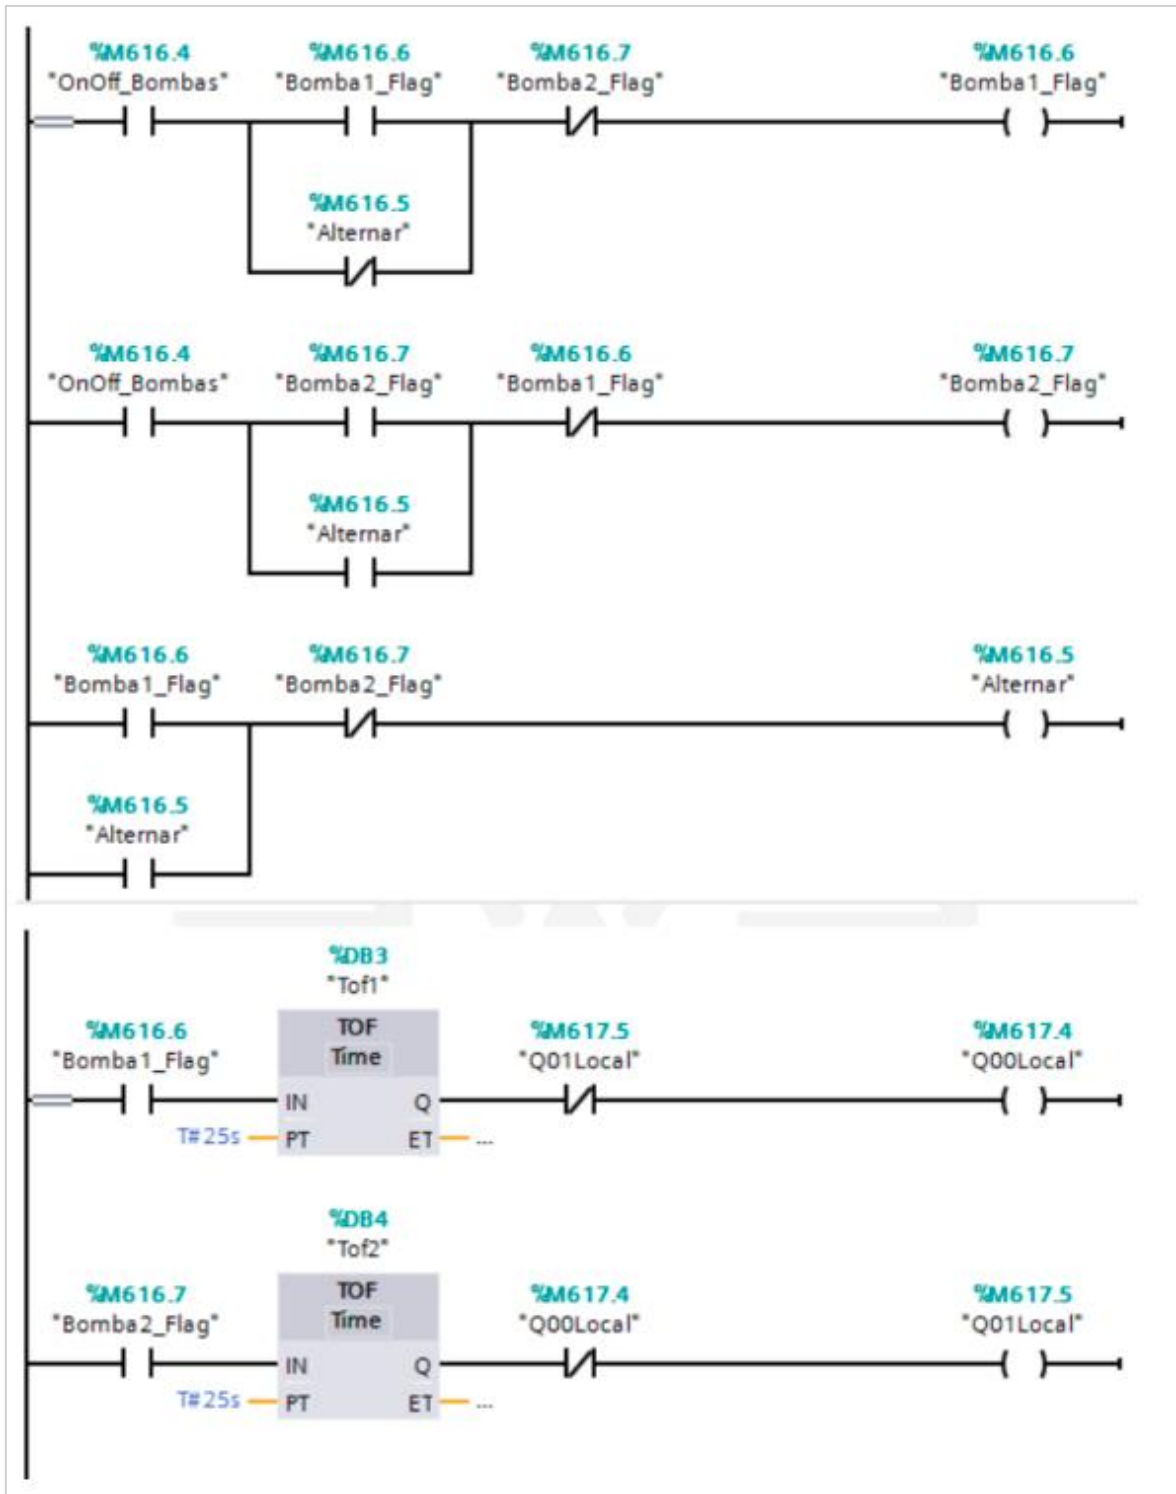 %M616.4 %M616.6 %M616.7 %M616.6
"OnOff_Bombas" "Bomba1_Flag" "Bomba2_Flag" "Bomba1_Flag"
%M616.5
"Alternar"
%M616.4 %M616.7 %M616.6 %M616.7
"OnOff_Bombas" "Bomba2_Flag" "Bomba1_Flag" "Bomba2_Flag"
%M616.5
"Alternar"
%M616.6 %M616.7 %M616.5
"Bomba1_Flag" "Bomba2_Flag" "Alternar"
%M616.5
"Alternar"
%DB3
"Tof1"
TOF
%M616.6 %M617.5 %M617.4
Time
"Bomba1_Flag" "Q01Local" "Q00Local"
IN Q
T#25s PT ET ...
%DB4
"Tof2"
TOF
%M616.7 %M617.4 %M617.5
Time
"Bomba2_Flag" "Q00Local" "Q01Local"
IN Q
T#25s PT ET ...